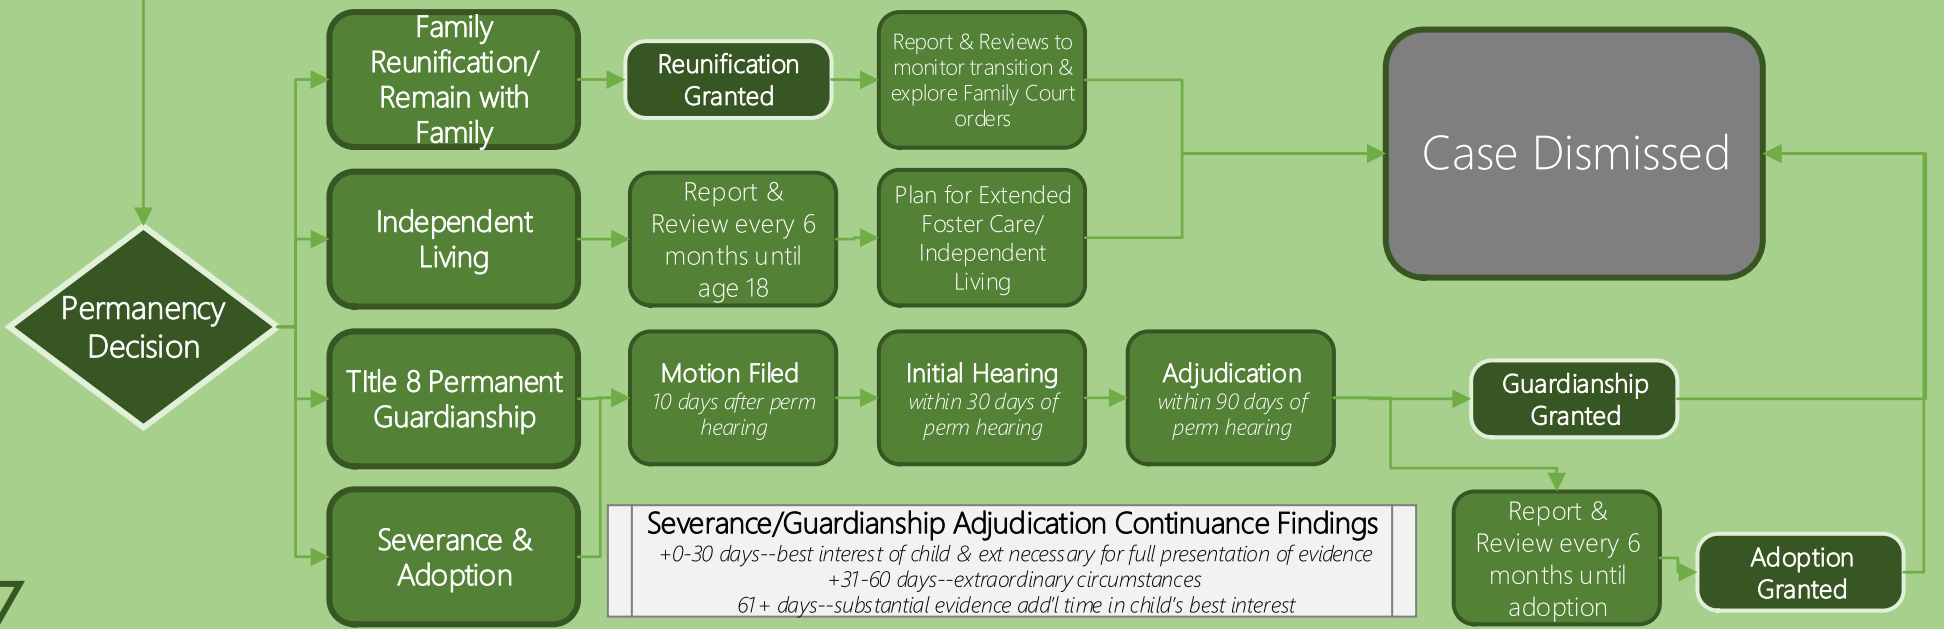 Family
Reunification/
Remain with
Family
Reunification
Granted
Report & Reviews to
monitor transition &
explore Family Court
orders
Case Dismissed
Independent
Living
Report &
Review every 6
months until
age 18
Plan for Extended
Foster Care/
Independent
Living
Permanency
Decision
TItle 8 Permanent
Guardianship
Motion Filed
10 days after perm
hearing
Initial Hearing
within 30 days of
perm hearing
Adjudication
within 90 days of
perm hearing
Guardianship
Granted
Severance &
Adoption
Severance/Guardianship Adjudication Continuance Findings
+0-30 days--best interest of child & ext necessary for full presentation of evidence
+31-60 days--extraordinary circumstances
61+ days--substantial evidence add'l time in child's best interest
Report &
Review every 6
months until
adoption
Adoption
Granted